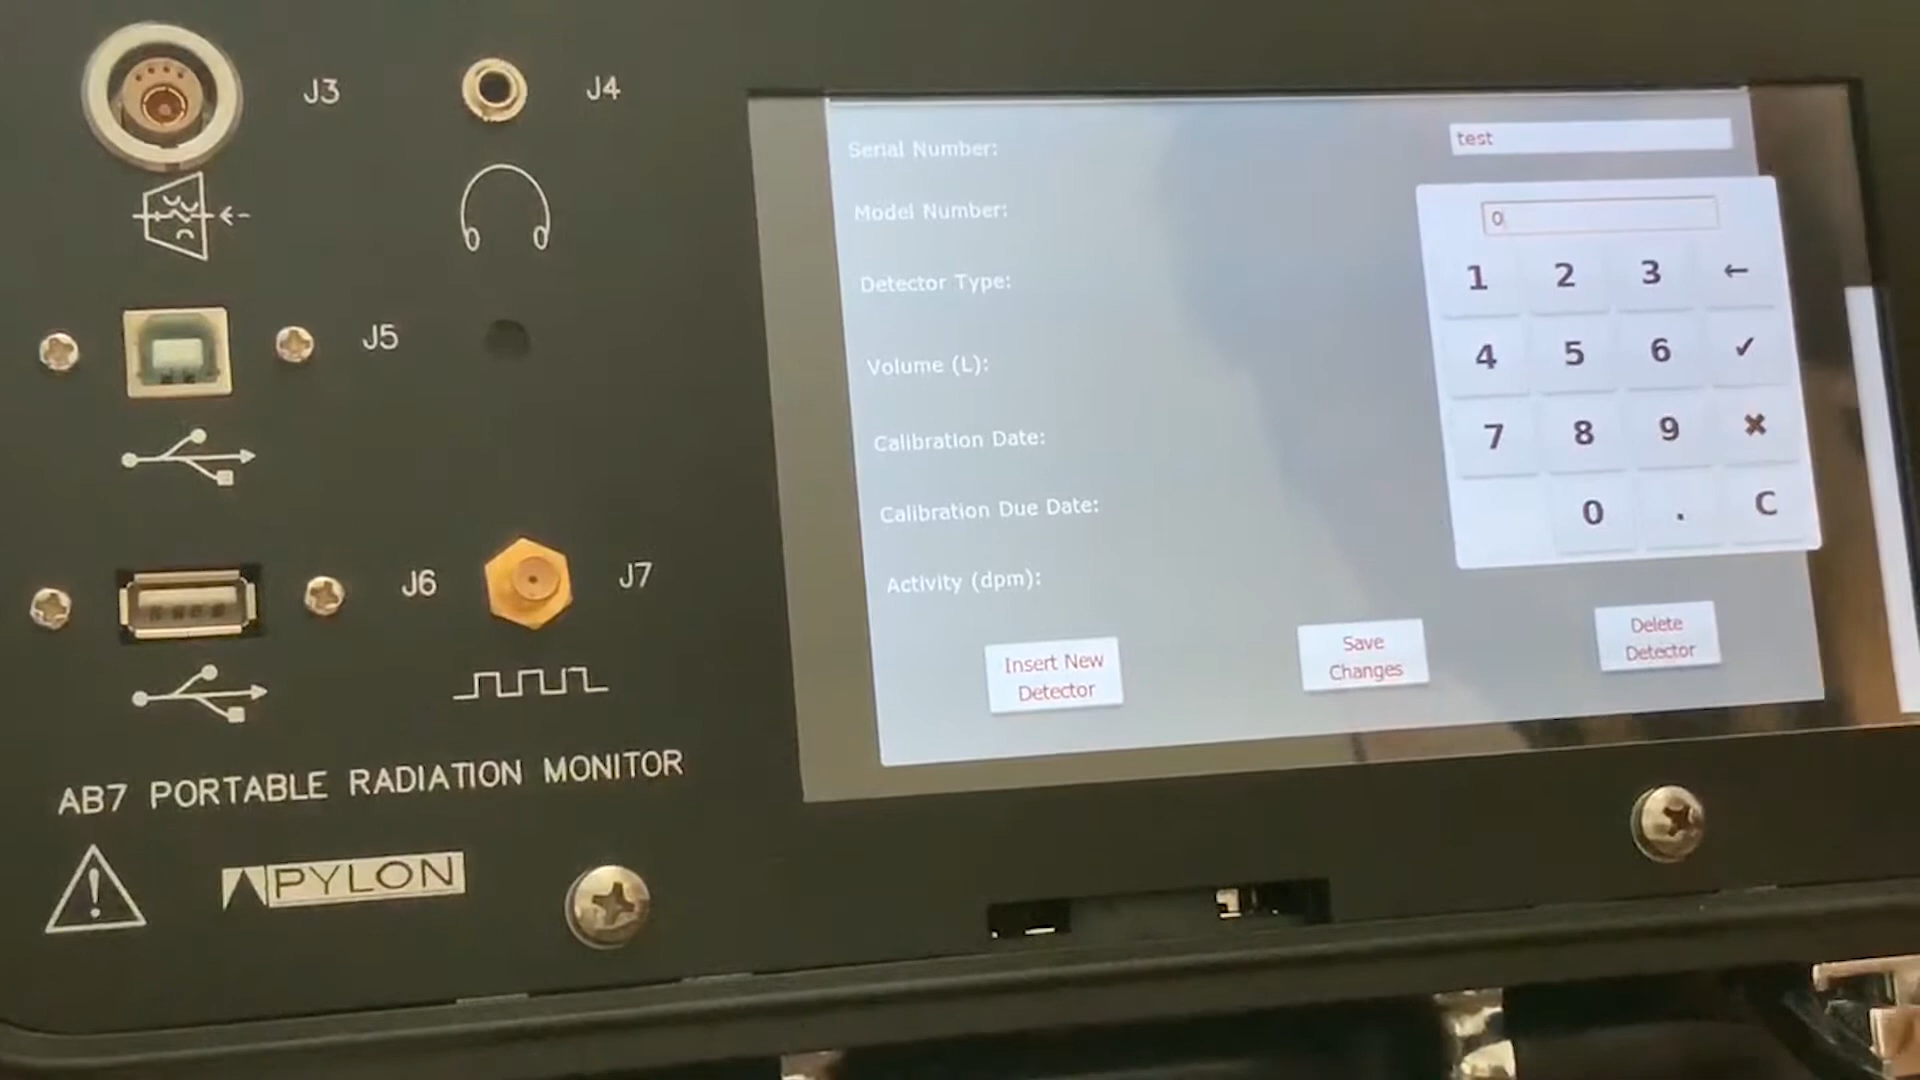 J3
J4
J5
J6
J7
AB7 PORTABLE RADIATION MONITOR
PYLON
Serial Number:
test
Model Number:
Detector Type:
Volume (L):
Calibration Date:
Calibration Due Date:
Activity (dpm):
0
1 2 3 ←
4 5 6 ✓
7 8 9 ✖
0 . C
Insert New
Detector
Save
Changes
Delete
Detector